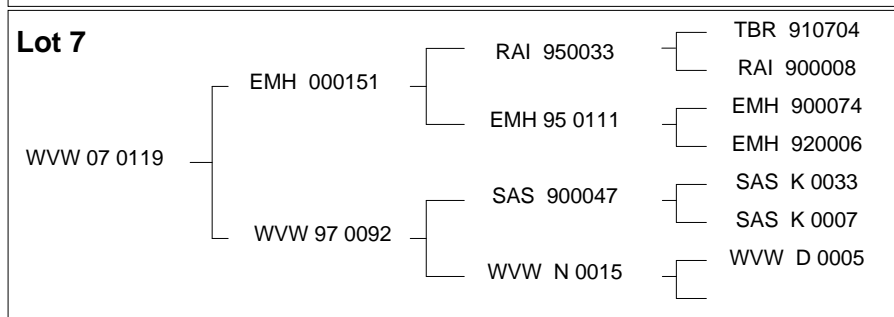 Lot 7
TBR 910704
RAI 950033
RAI 900008
EMH 000151
EMH 900074
EMH 95 0111
EMH 920006
WVW 07 0119
SAS K 0033
SAS 900047
SAS K 0007
WVW 97 0092
WVW D 0005
WVW N 0015